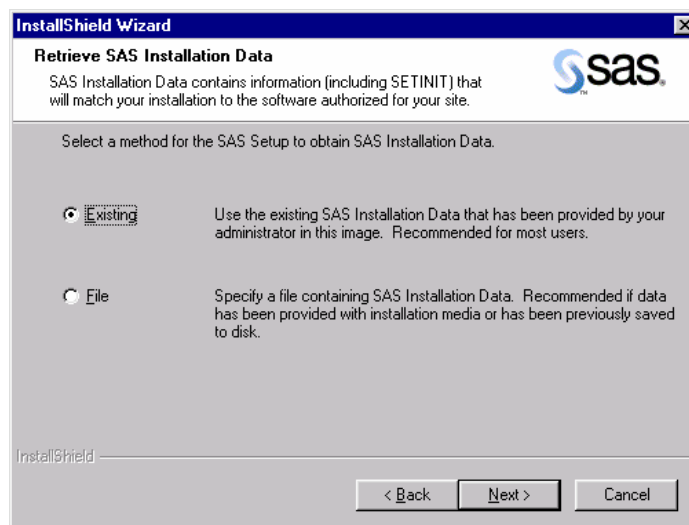 InstallShield Wizard
Retrieve SAS Installation Data
SAS Installation Data contains information (including SETINIT) that
will match your installation to the software authorized for your site.
sas.
TM
Select a method for the SAS Setup to obtain SAS Installation Data.
Existing
Use the existing SAS Installation Data that has been provided by your
administrator in this image. Recommended for most users.
File
Specify a file containing SAS Installation Data. Recommended if data
has been provided with installation media or has been previously saved
to disk.
InstallShield
< Back
Next >
Cancel